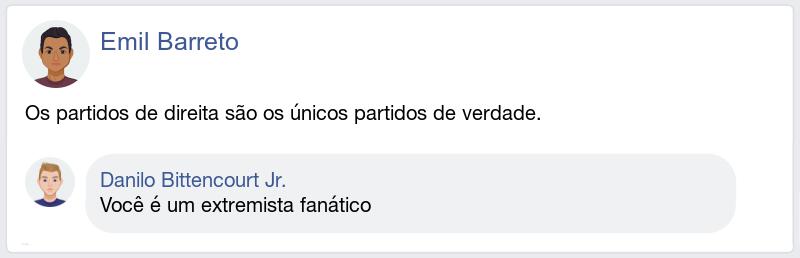 Emil Barreto
Os partidos de direita são os únicos partidos de verdade.
Danilo Bittencourt Jr.
Você é um extremista fanático